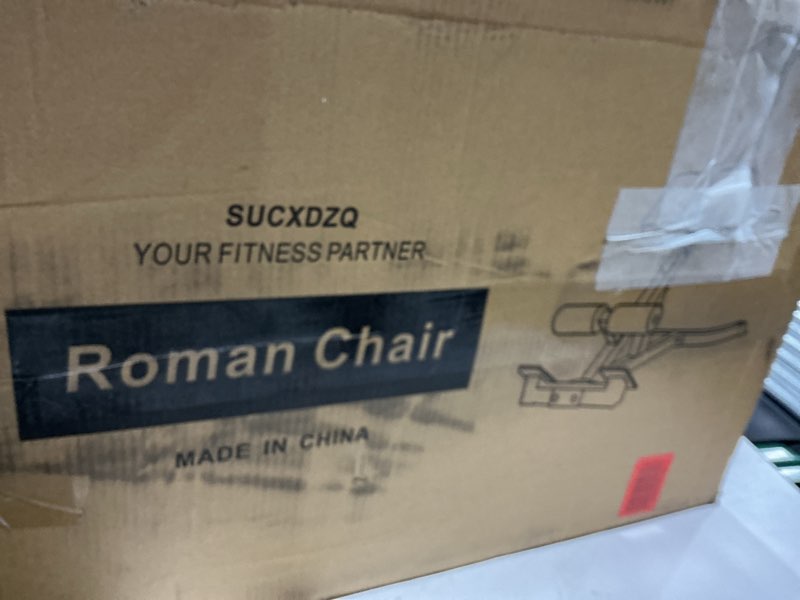 SUCXDZQ
YOUR FITNESS PARTNER
Roman Chair
MADE IN CHINA